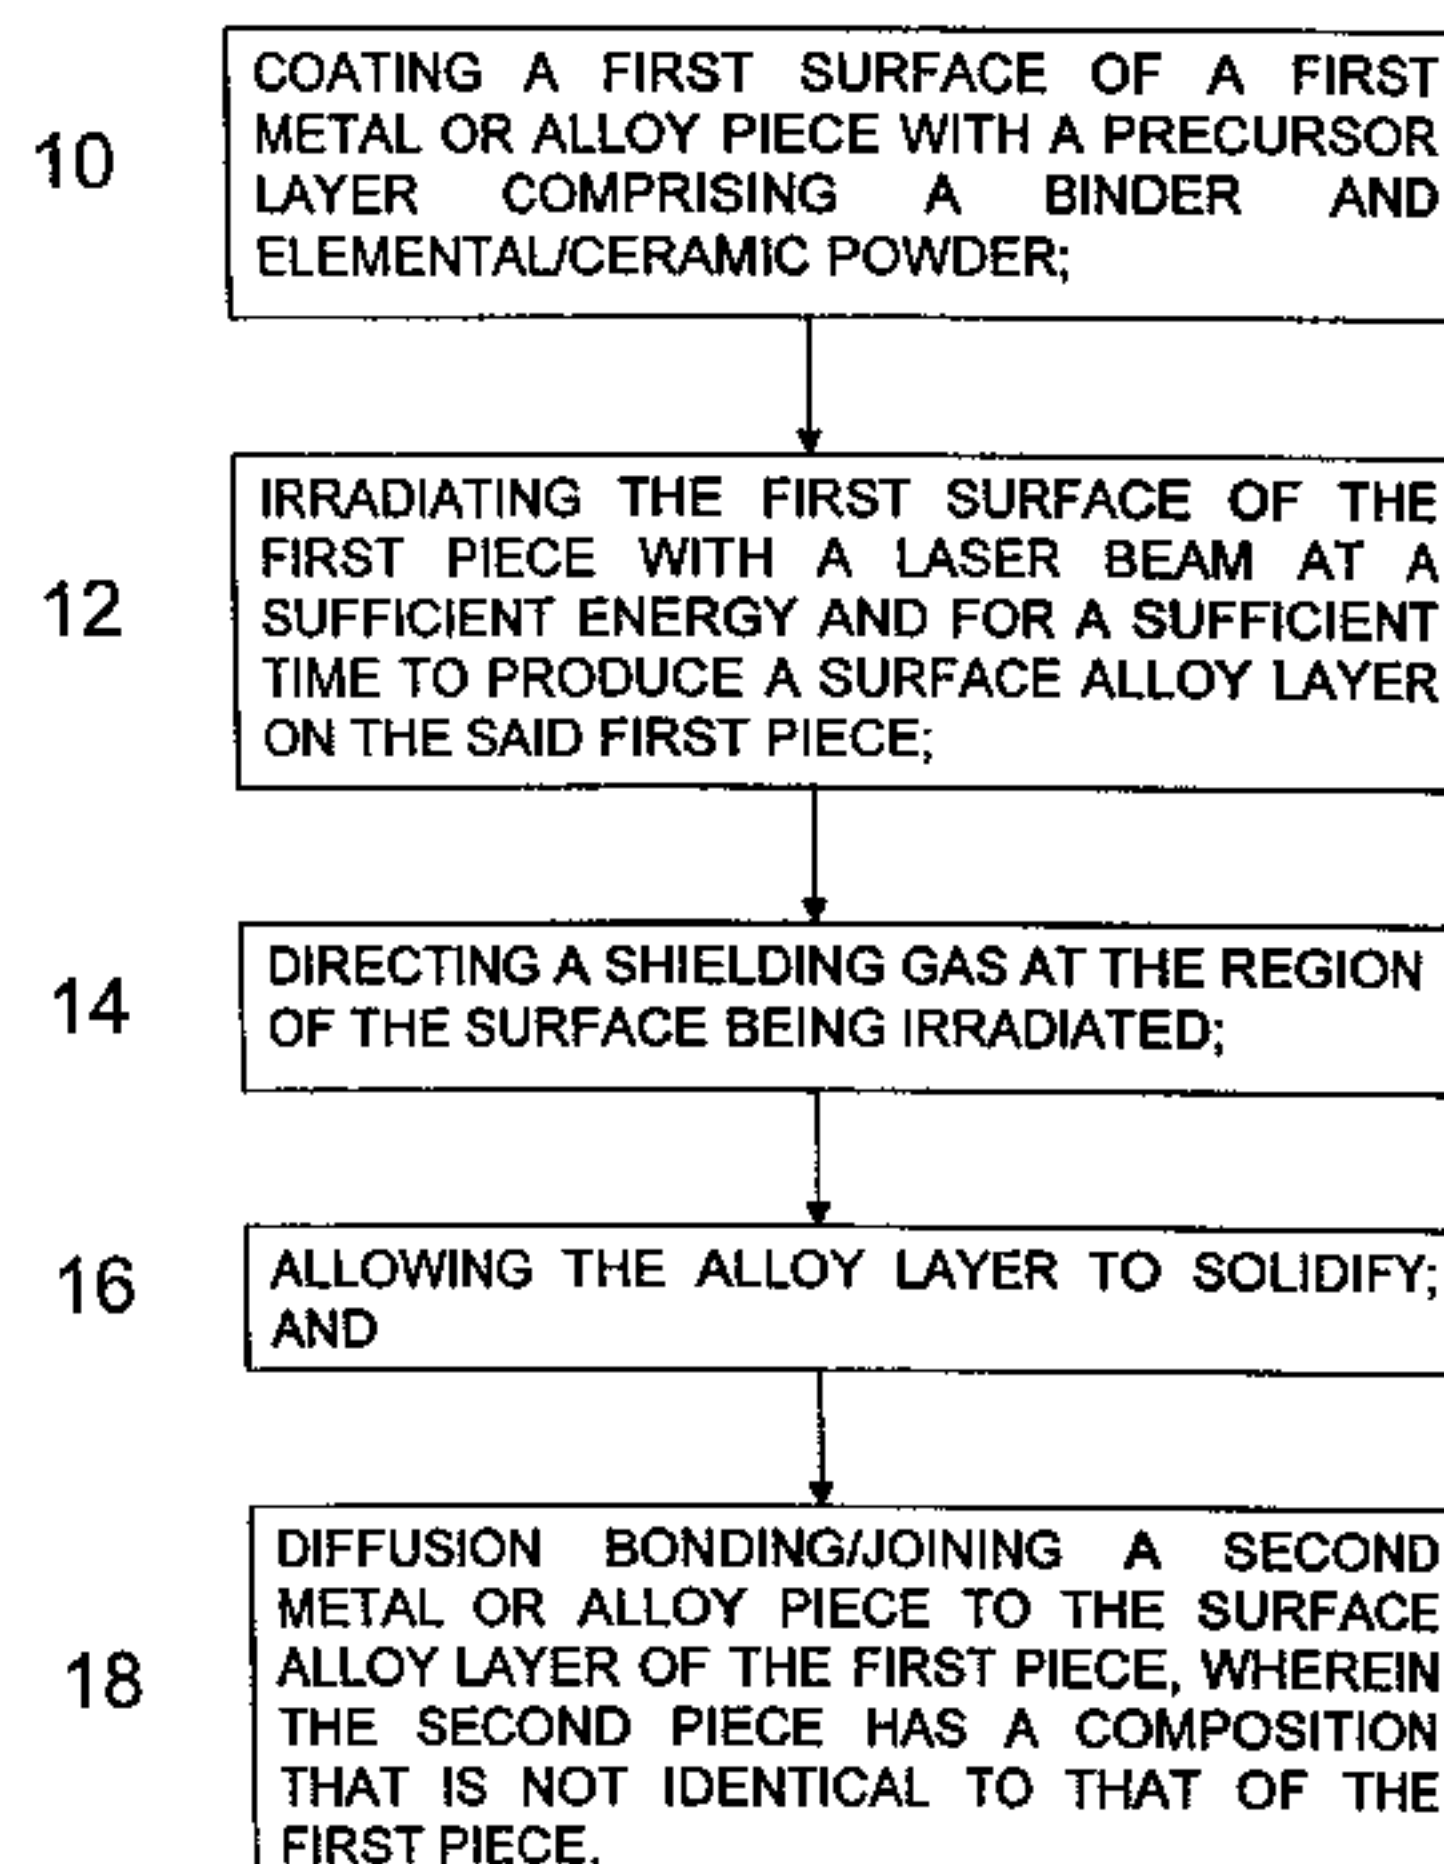 10
COATING A FIRST SURFACE OF A FIRST
METAL OR ALLOY PIECE WITH A PRECURSOR
LAYER COMPRISING A BINDER AND
ELEMENTAL/CERAMIC POWDER;
12
IRRADIATING THE FIRST SURFACE OF THE
FIRST PIECE WITH A LASER BEAM AT A
SUFFICIENT ENERGY AND FOR A SUFFICIENT
TIME TO PRODUCE A SURFACE ALLOY LAYER
ON THE SAID FIRST PIECE;
14
DIRECTING A SHIELDING GAS AT THE REGION
OF THE SURFACE BEING IRRADIATED;
16
ALLOWING THE ALLOY LAYER TO SOLIDIFY;
AND
18
DIFFUSION BONDING/JOINING A SECOND
METAL OR ALLOY PIECE TO THE SURFACE
ALLOY LAYER OF THE FIRST PIECE, WHEREIN
THE SECOND PIECE HAS A COMPOSITION
THAT IS NOT IDENTICAL TO THAT OF THE
FIRST PIECE.